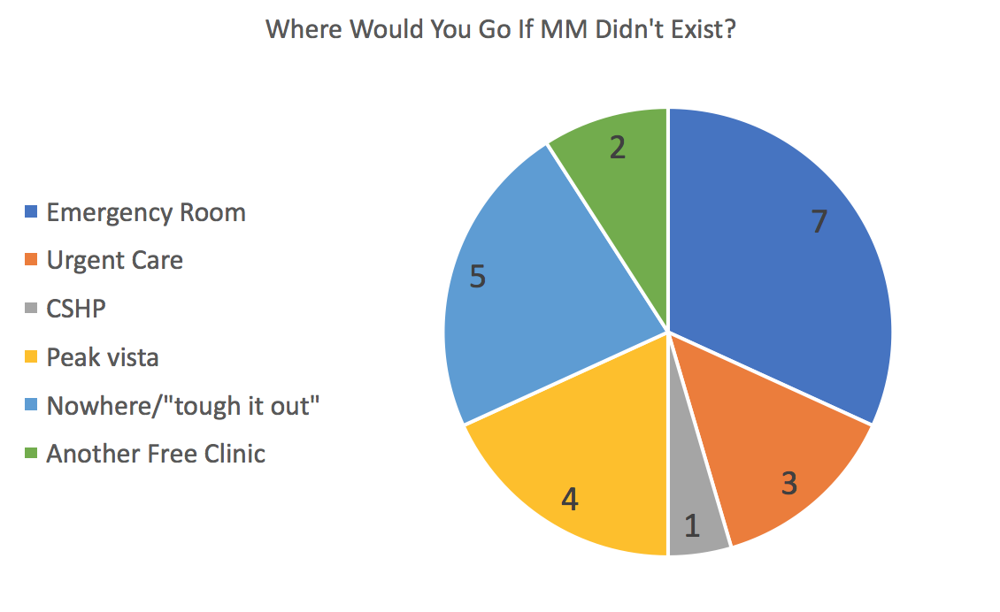 Where Would You Go If MM Didn't Exist?
Emergency Room
Urgent Care
CSHP
Peak vista
Nowhere/"tough it out"
Another Free Clinic
2
7
5
3
4
1